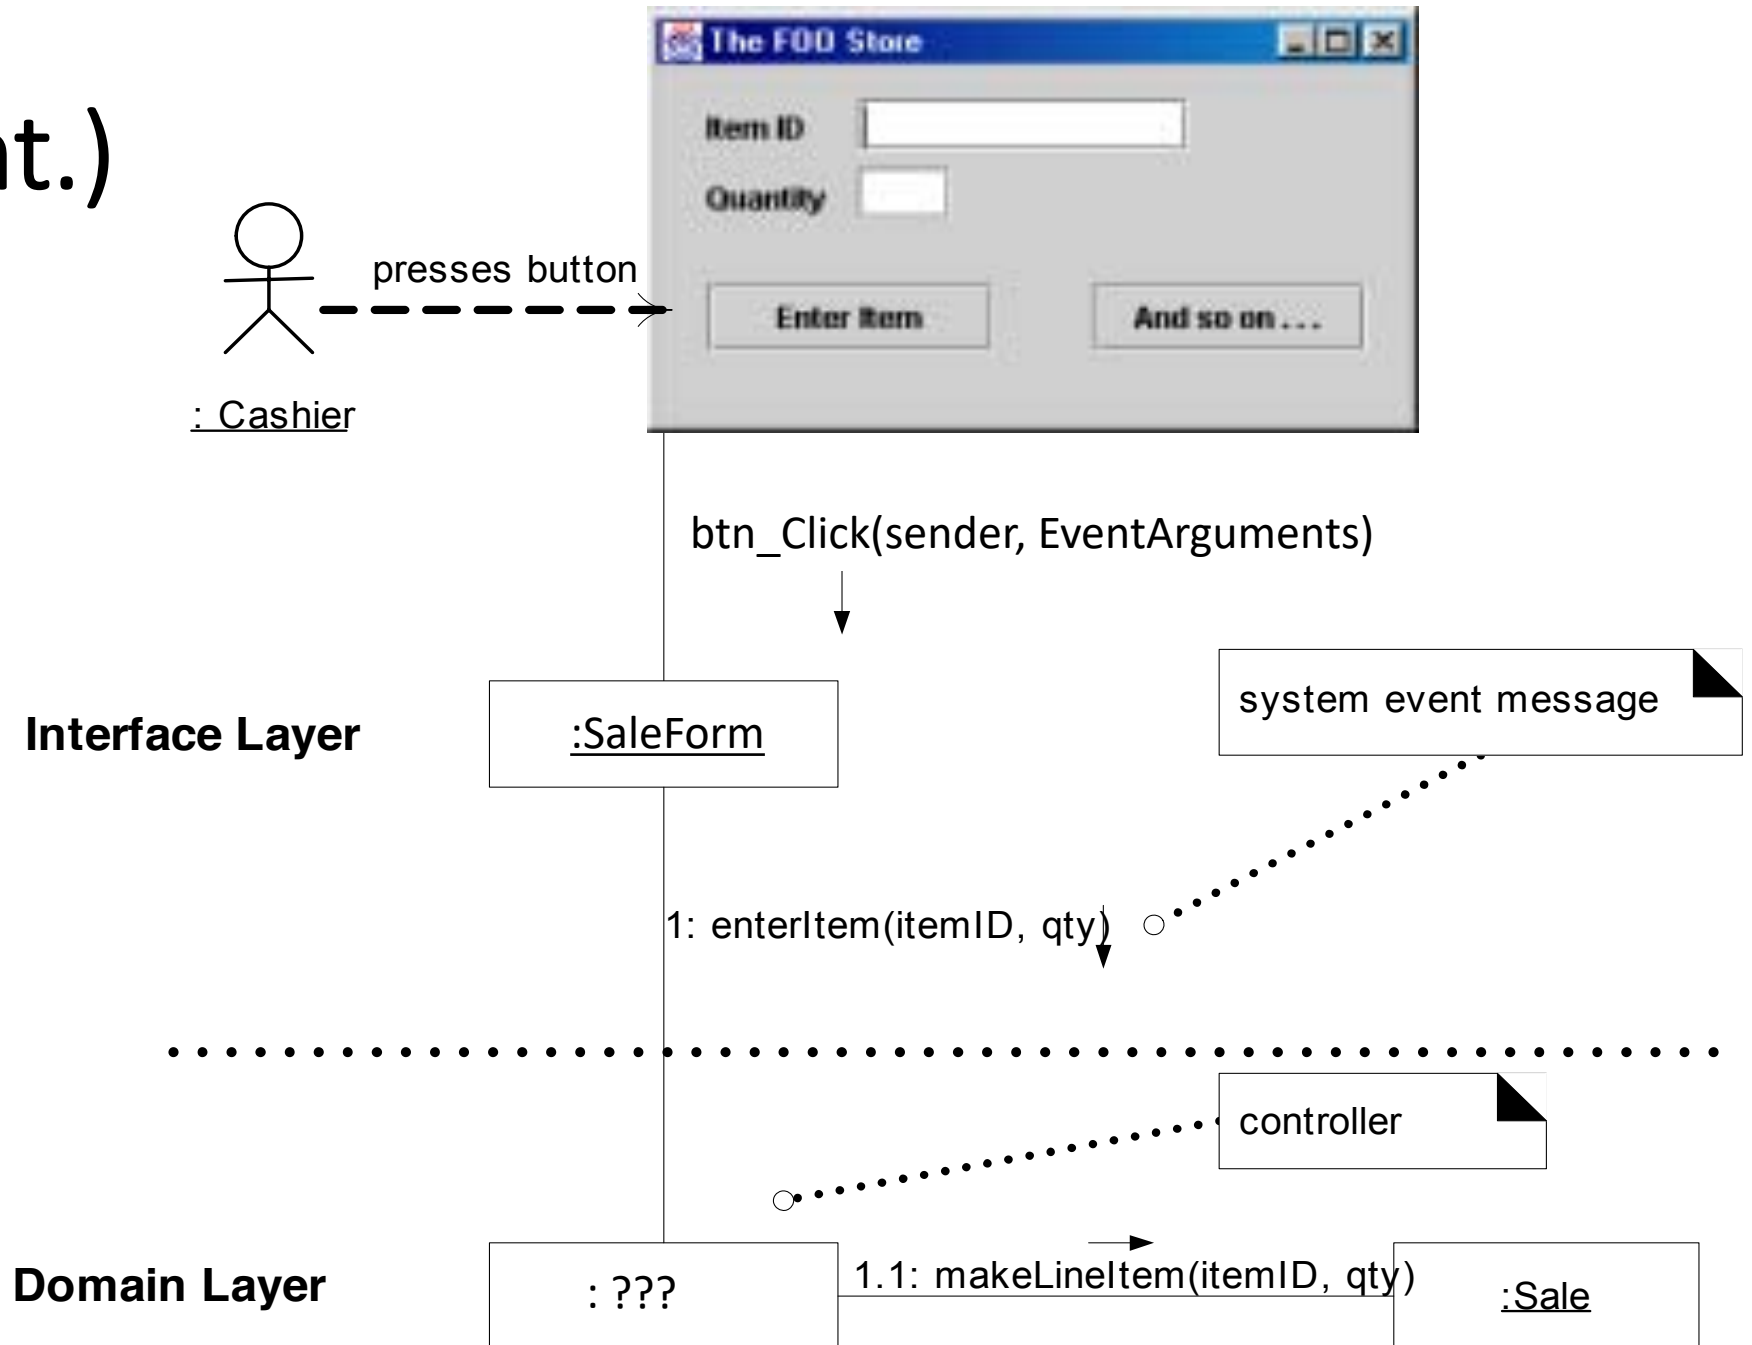 nt.)
The FOO Store
Item ID
Quantity
presses button
Enter Item
And so on . . .
: Cashier
btn_Click(sender, EventArguments)
system event message
Interface Layer
:SaleForm
1: enterItem(itemID, qty)
controller
Domain Layer
: ???
1.1: makeLineItem(itemID, qty)
:Sale